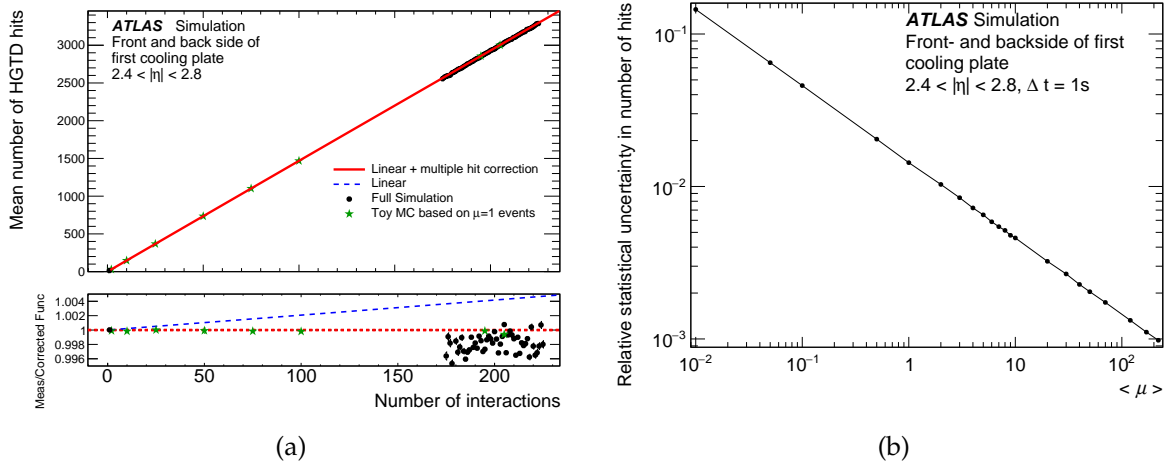 Mean number of HGTD hits
ATLAS Simulation
Front and back side of
first cooling plate
2.4 < |η| < 2.8
3000
2500
2000
1500
1000
500
0
Linear + multiple hit correction
Linear
Full Simulation
Toy MC based on μ=1 events
Meas/Corrected Func
1.004
1.002
1
0.998
0.996
0 50 100 150 200
Number of interactions
(a)
Relative statistical uncertainty in number of hits
ATLAS Simulation
Front- and backside of first
cooling plate
2.4 < |η| < 2.8, Δ t = 1s
10⁻¹
10⁻²
10⁻³
10⁻² 10⁻¹ 1 10 10²
< μ >
(b)